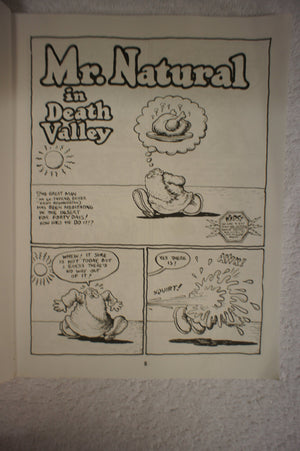 Mr. Natural
in
Death
Valley
THIS GREAT MAN
HAS BEEN MEDITATING
IN THE DESERT
FOR FORTY DAYS!
HOW DOES HE DO IT??
WHEW! IT SURE
IS HOT TODAY BUT
I GUESS THERE'S
NO WAY OUT
OF IT!
YES THERE
IS!
SQUIRT!